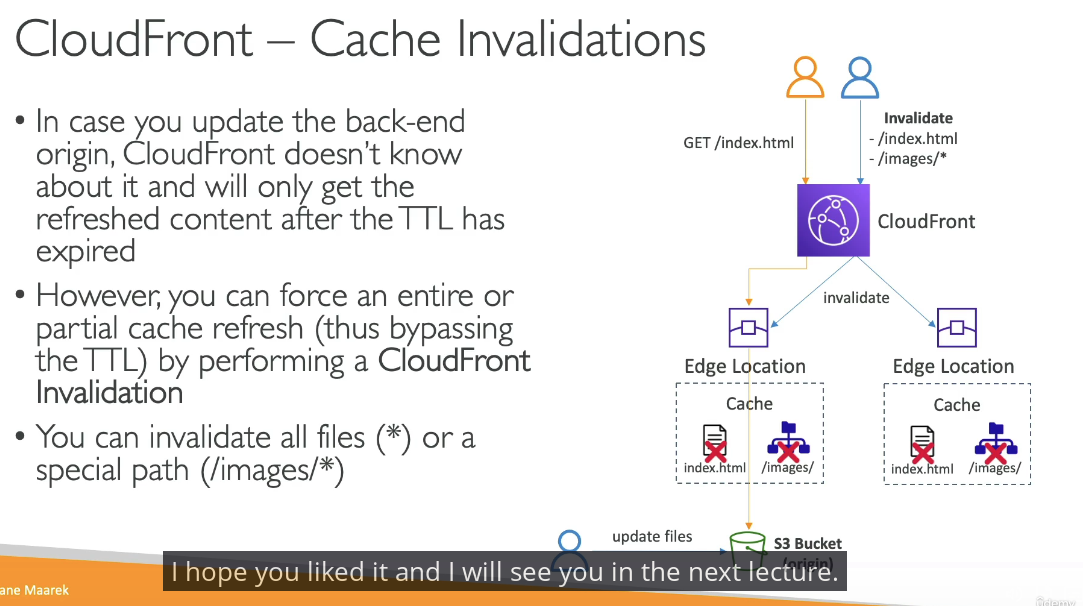 CloudFront – Cache Invalidations
• In case you update the back-end
origin, CloudFront doesn't know
about it and will only get the
refreshed content after the TTL has
expired
• However, you can force an entire or
partial cache refresh (thus bypassing
the TTL) by performing a CloudFront
Invalidation
• You can invalidate all files (*) or a
special path (/images/*)
GET /index.html
Invalidate
- /index.html
- /images/*
CloudFront
invalidate
Edge Location
Edge Location
Cache
Cache
index.html
/images/
index.html
/images/
update files
S3 Bucket
(origin)
I hope you liked it and I will see you in the next lecture.
ane Maarek